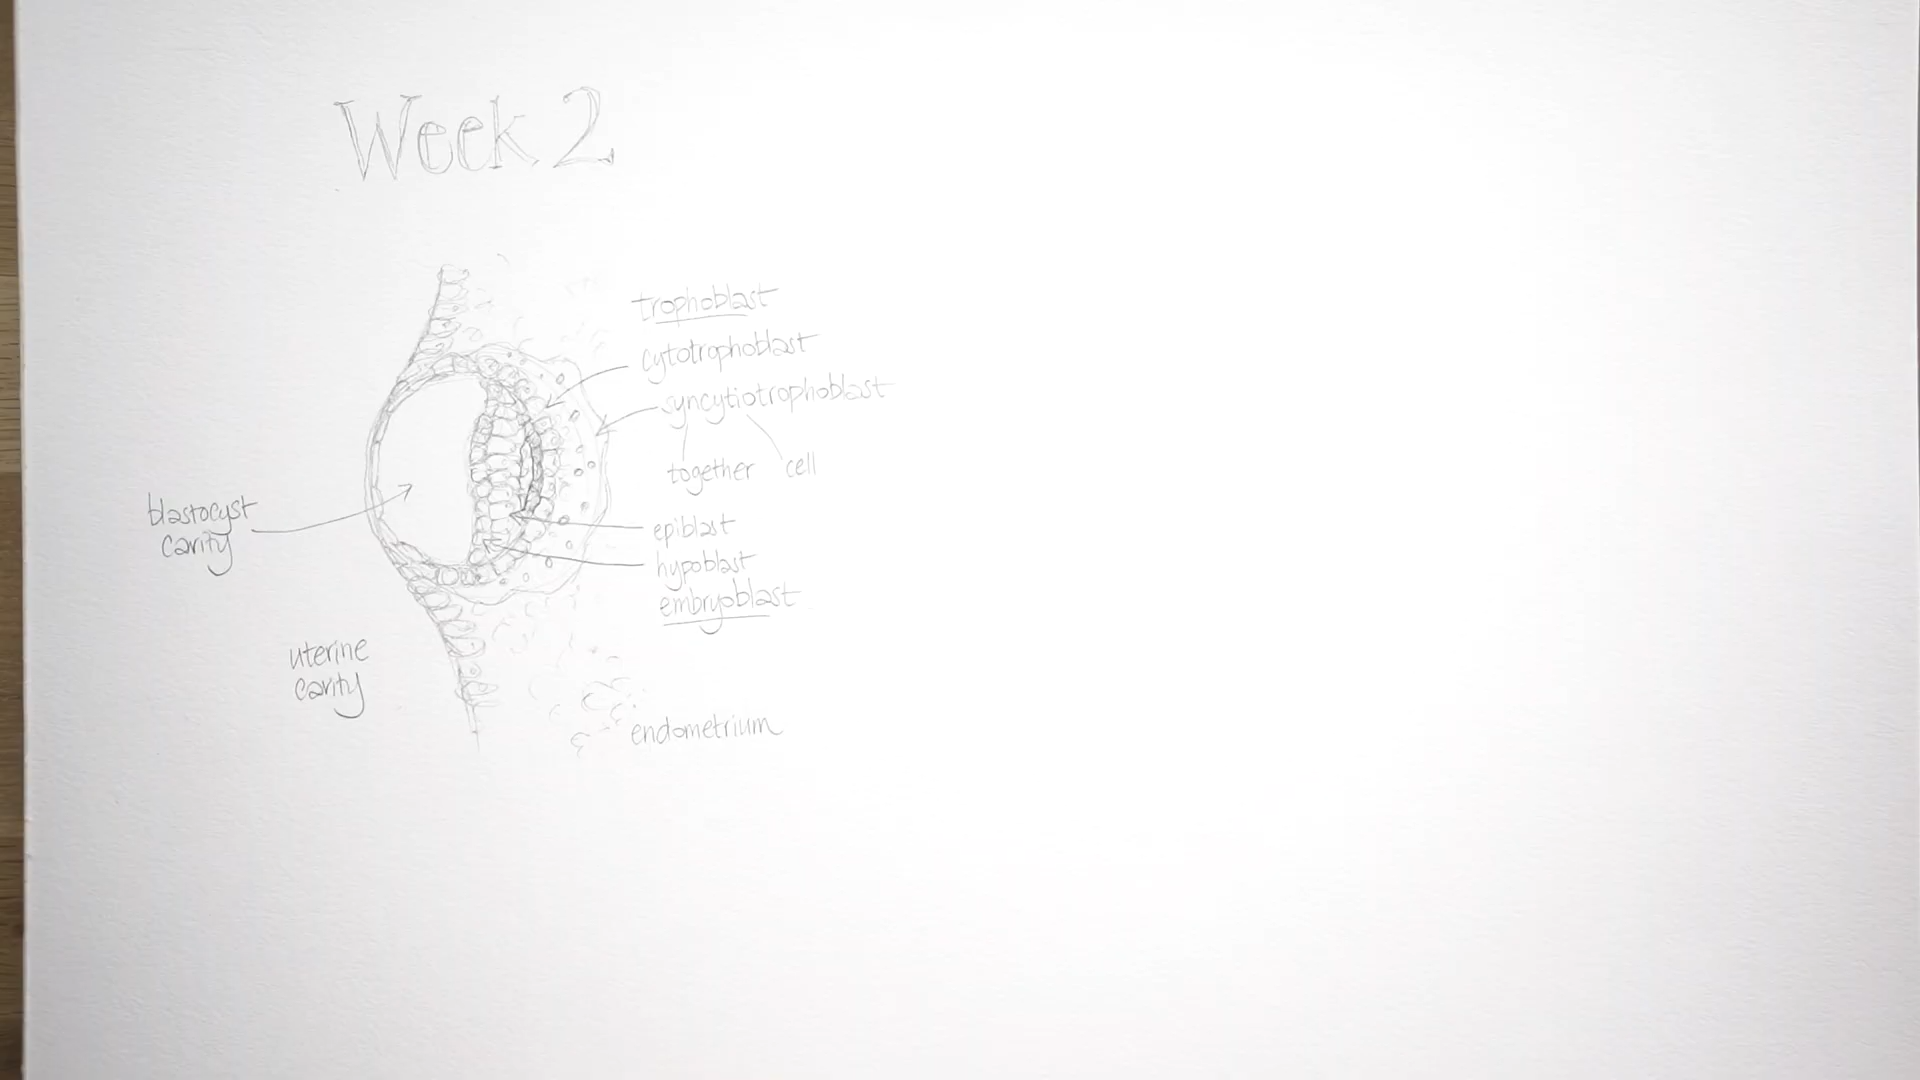 Week 2
trophoblast
cytotrophoblast
syncytiotrophoblast
together cell
blastocyst
cavity
epiblast
hypoblast
embryoblast
uterine
cavity
endometrium